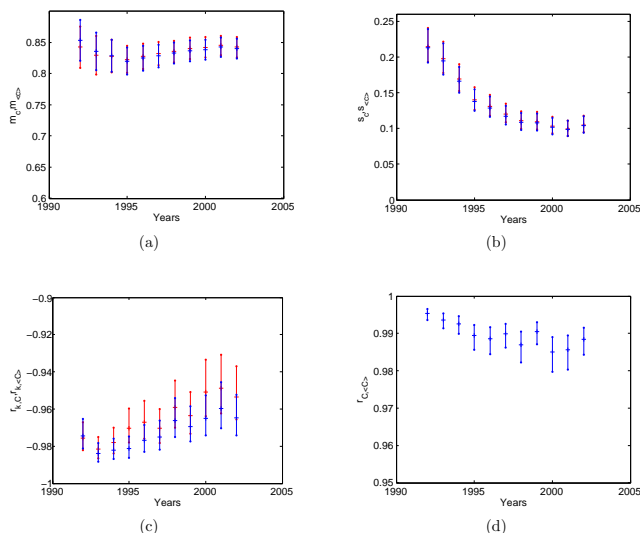 0.85
0.8
0.75
0.7
0.65
0.6
1990 1995 2000 2005
Years
m_c,m_<C>
(a)
0.25
0.2
0.15
0.1
0.05
0
1990 1995 2000 2005
Years
s_c,s_<C>
(b)
−0.9
−0.92
−0.94
−0.96
−0.98
−1
1990 1995 2000 2005
Years
r_k,C,r_k,<C>
(c)
1
0.99
0.98
0.97
0.96
0.95
1990 1995 2000 2005
Years
r_C,<C>
(d)